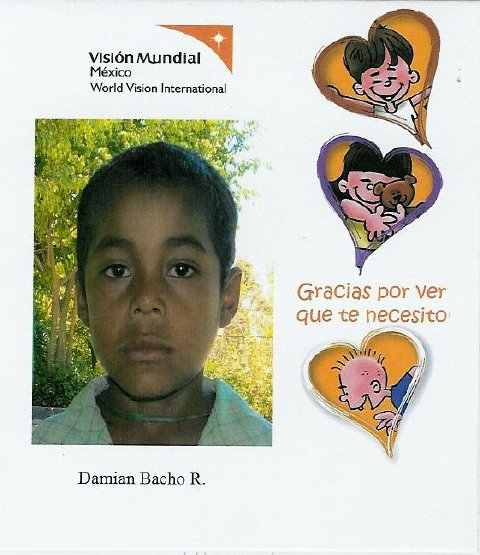 Visión Mundial
México
World Vision International
Gracias por ver
que te necesito
Damian Bacho R.